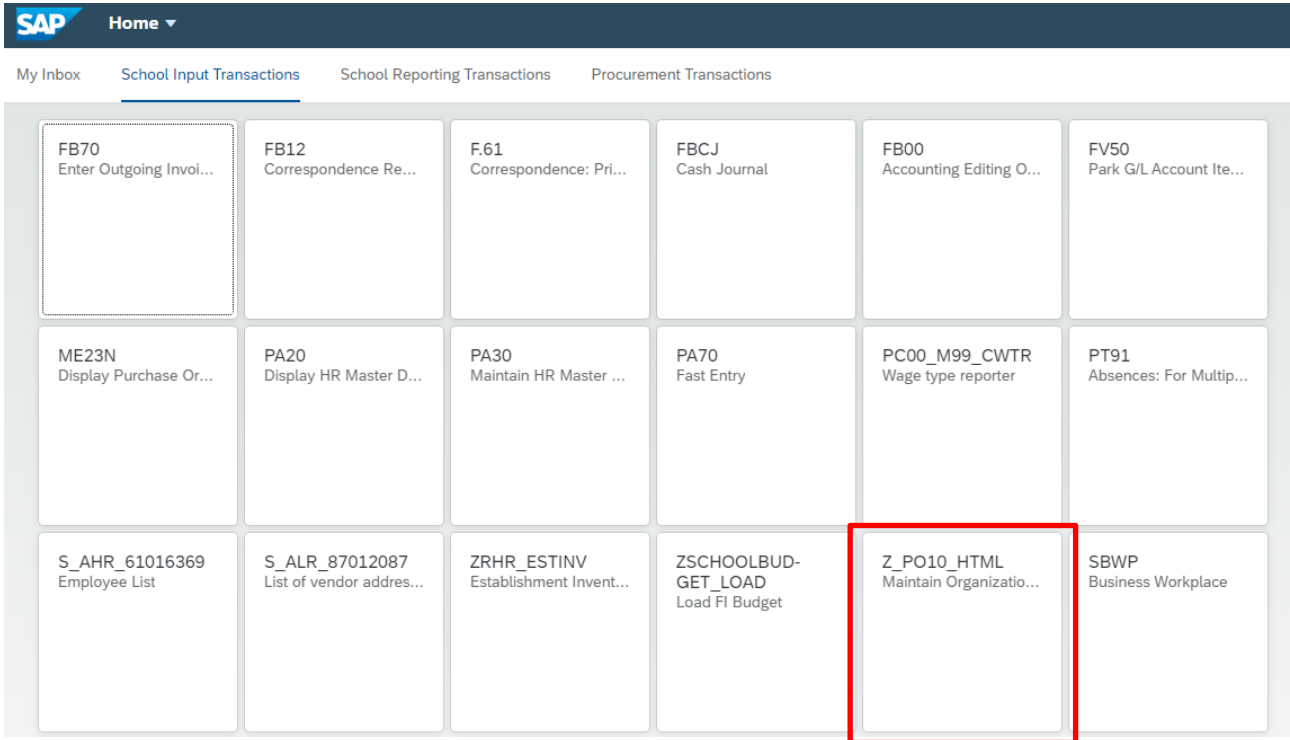 SAP Home
My Inbox School Input Transactions School Reporting Transactions Procurement Transactions
FB70
Enter Outgoing Invoi...
FB12
Correspondence Re...
F.61
Correspondence: Pri...
FBCJ
Cash Journal
FB00
Accounting Editing O...
FV50
Park G/L Account Ite...
ME23N
Display Purchase Or...
PA20
Display HR Master D...
PA30
Maintain HR Master ...
PA70
Fast Entry
PC00_M99_CWTR
Wage type reporter
PT91
Absences: For Multip...
S_AHR_61016369
Employee List
S_ALR_87012087
List of vendor addres...
ZRHR_ESTINV
Establishment Invent...
ZSCHOOLBUD-
GET_LOAD
Load FI Budget
Z_PO10_HTML
Maintain Organizatio...
SBWP
Business Workplace